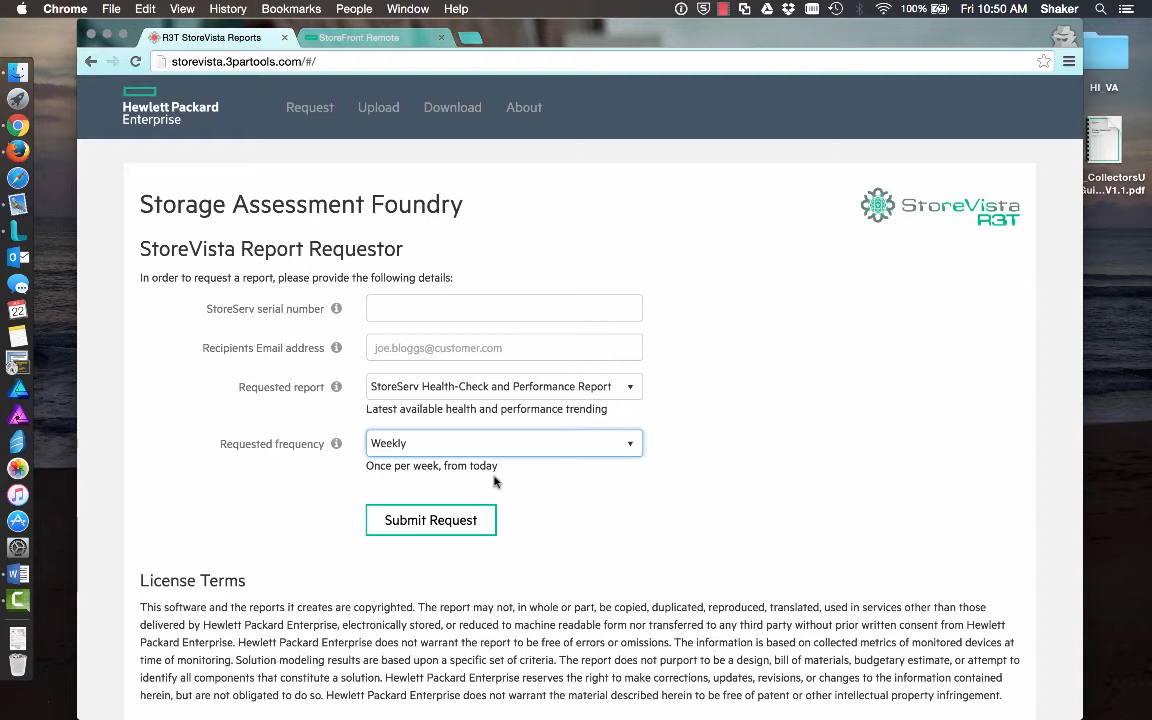 Chrome File Edit View History Bookmarks People Window Help
100% Fri 10:50 AM Shaker
R3T StoreVista Reports
StoreFront Remote
storevista.3partools.com/#/
HI_VA
Hewlett Packard
Enterprise
Request Upload Download About
_CollectorsU
Gui...V1.1.pdf
Storage Assessment Foundry
StoreVista
R3T
StoreVista Report Requestor
In order to request a report, please provide the following details:
StoreServ serial number
Recipients Email address joe.bloggs@customer.com
Requested report StoreServ Health-Check and Performance Report
Latest available health and performance trending
Requested frequency Weekly
Once per week, from today
Submit Request
License Terms
This software and the reports it creates are copyrighted. The report may not, in whole or part, be copied, duplicated, reproduced, translated, used in services other than those
delivered by Hewlett Packard Enterprise, electronically stored, or reduced to machine readable form nor transferred to any third party without prior written consent from Hewlett
Packard Enterprise. Hewlett Packard Enterprise does not warrant the report to be free of errors or omissions. The information is based on collected metrics of monitored devices at
time of monitoring. Solution modeling results are based upon a specific set of criteria. The report does not purport to be a design, bill of materials, budgetary estimate, or attempt to
identify all components that constitute a solution. Hewlett Packard Enterprise reserves the right to make corrections, updates, revisions, or changes to the information contained
herein, but are not obligated to do so. Hewlett Packard Enterprise does not warrant the material described herein to be free of patent or other intellectual property infringement.